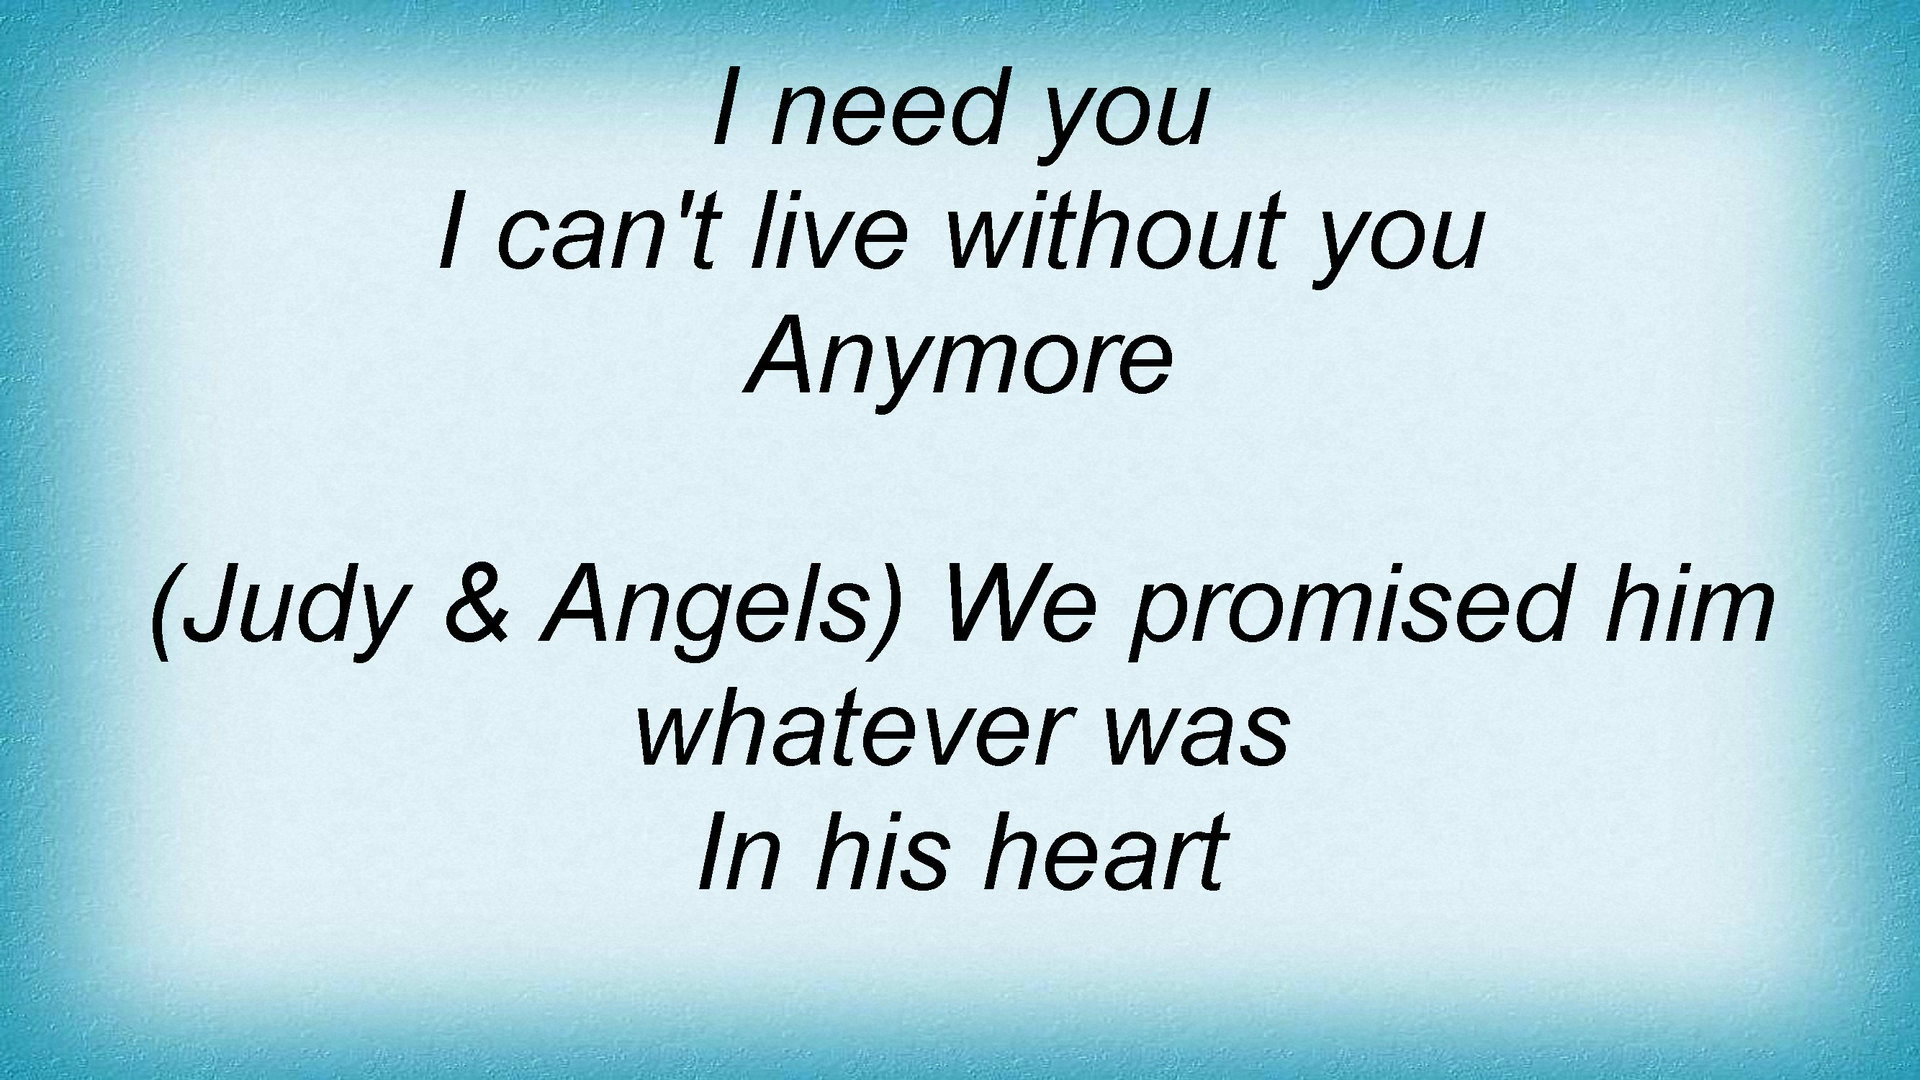 I need you
I can't live without you
Anymore
(Judy & Angels) We promised him
whatever was
In his heart